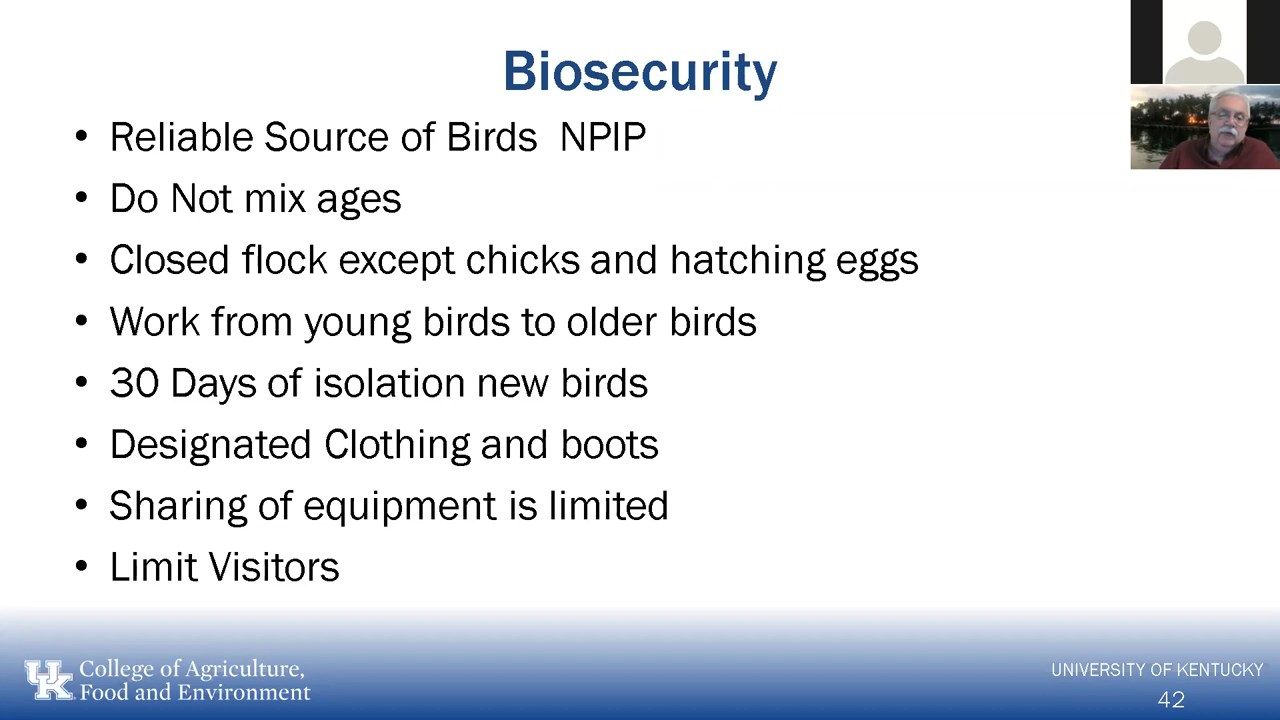 Biosecurity
• Reliable Source of Birds  NPIP
• Do Not mix ages
• Closed flock except chicks and hatching eggs
• Work from young birds to older birds
• 30 Days of isolation new birds
• Designated Clothing and boots
• Sharing of equipment is limited
• Limit Visitors
UK College of Agriculture,
Food and Environment
UNIVERSITY OF KENTUCKY
42